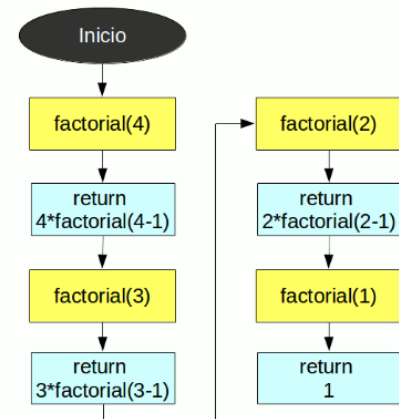 Inicio
factorial(4)
return
4*factorial(4-1)
factorial(3)
return
3*factorial(3-1)
factorial(2)
return
2*factorial(2-1)
factorial(1)
return
1